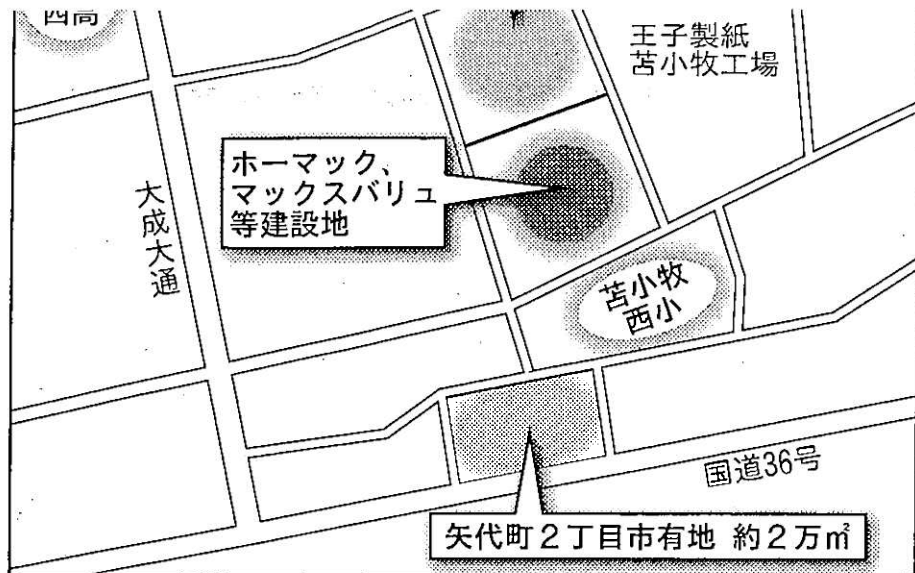 西高
王子製紙
苫小牧工場
ホーマック、
マックスバリュ
等建設地
大成大通
苫小牧
西小
国道36号
矢代町2丁目市有地 約2万㎡